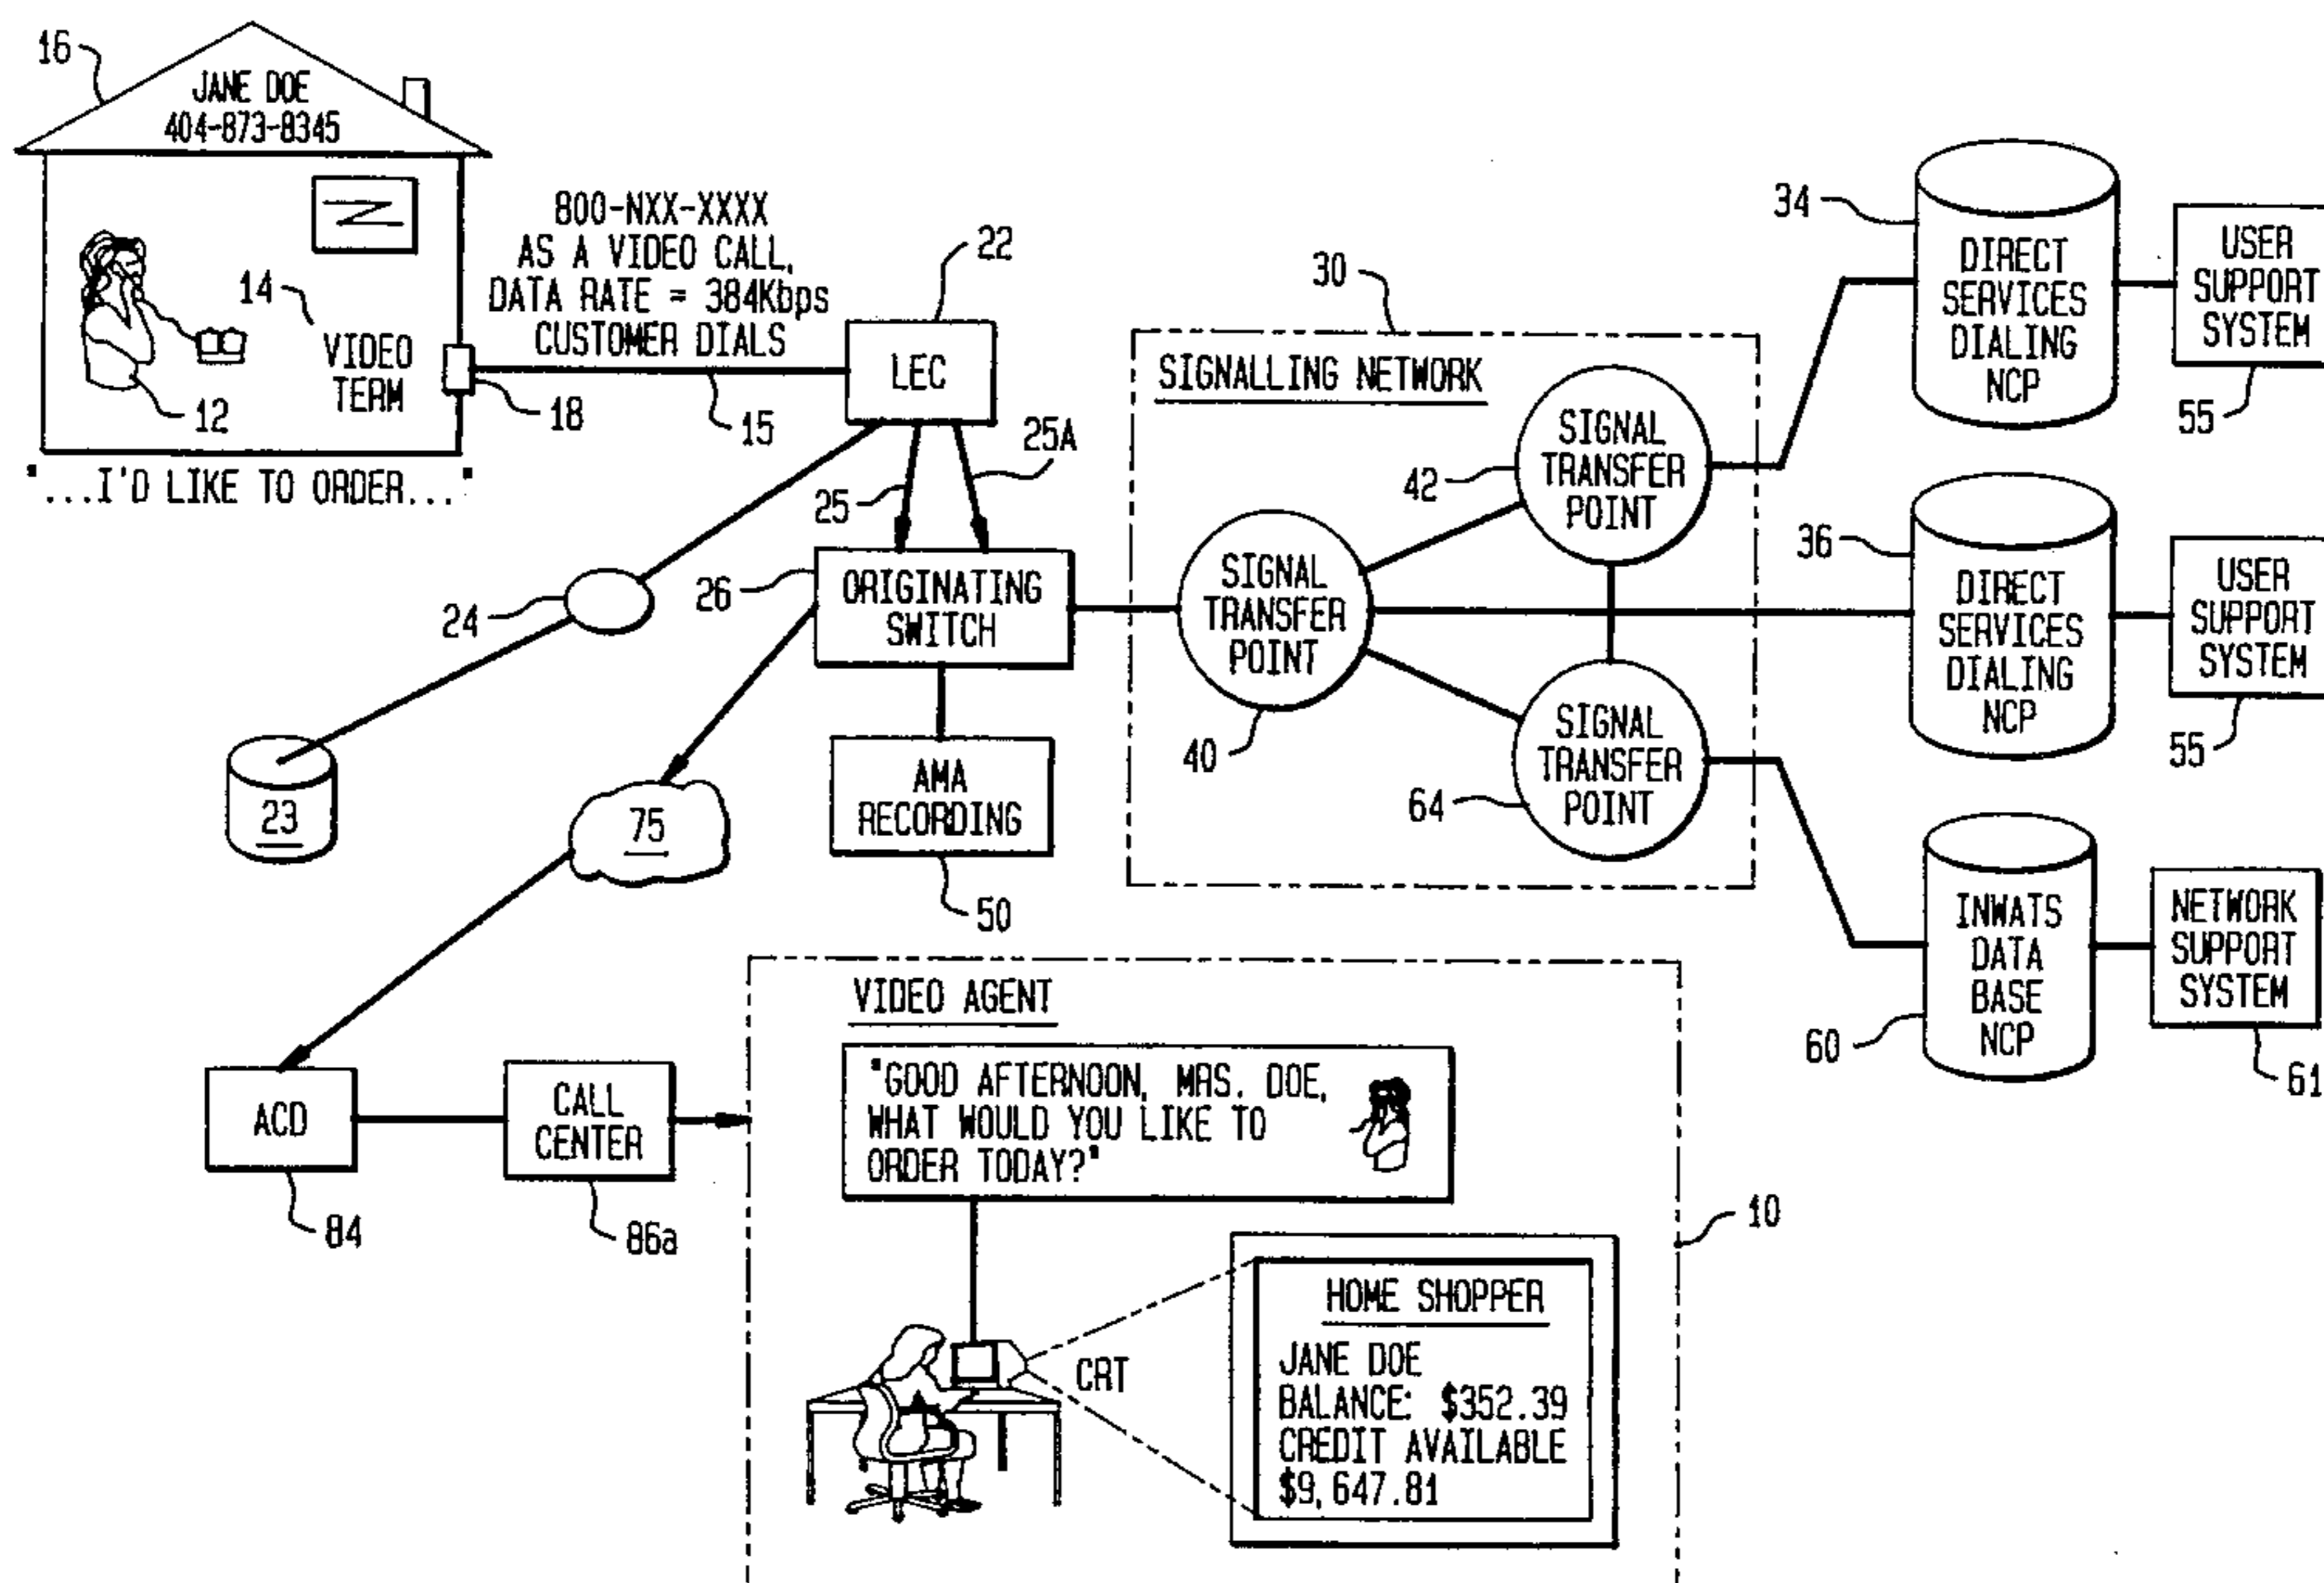 16
JANE DOE
404-873-8345
14
VIDEO
TERM
12
18
"...I'D LIKE TO ORDER..."
800-NXX-XXXX
AS A VIDEO CALL,
DATA RATE = 384Kbps
CUSTOMER DIALS
15
22
LEC
25
25A
24
23
26
ORIGINATING
SWITCH
75
AMA
RECORDING
50
30
SIGNALLING NETWORK
SIGNAL
TRANSFER
POINT
40
42
SIGNAL
TRANSFER
POINT
64
SIGNAL
TRANSFER
POINT
34
DIRECT
SERVICES
DIALING
NCP
USER
SUPPORT
SYSTEM
55
36
DIRECT
SERVICES
DIALING
NCP
USER
SUPPORT
SYSTEM
55
60
INWATS
DATA
BASE
NCP
NETWORK
SUPPORT
SYSTEM
61
ACD
84
CALL
CENTER
86a
VIDEO AGENT
"GOOD AFTERNOON, MRS. DOE,
WHAT WOULD YOU LIKE TO
ORDER TODAY?"
10
CRT
HOME SHOPPER
JANE DOE
BALANCE: $352.39
CREDIT AVAILABLE
$9,647.81